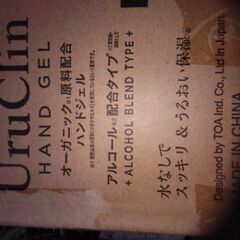 UruClin
HAND GEL
オーガニック※1原料配合
ハンドジェル
アルコール※2配合タイプ
+ ALCOHOL BLEND TYPE +
水なしで
スッキリ&うるおい保湿。
Designed by TOA Ind. Co., Ltd in Japan.
MADE IN CHINA